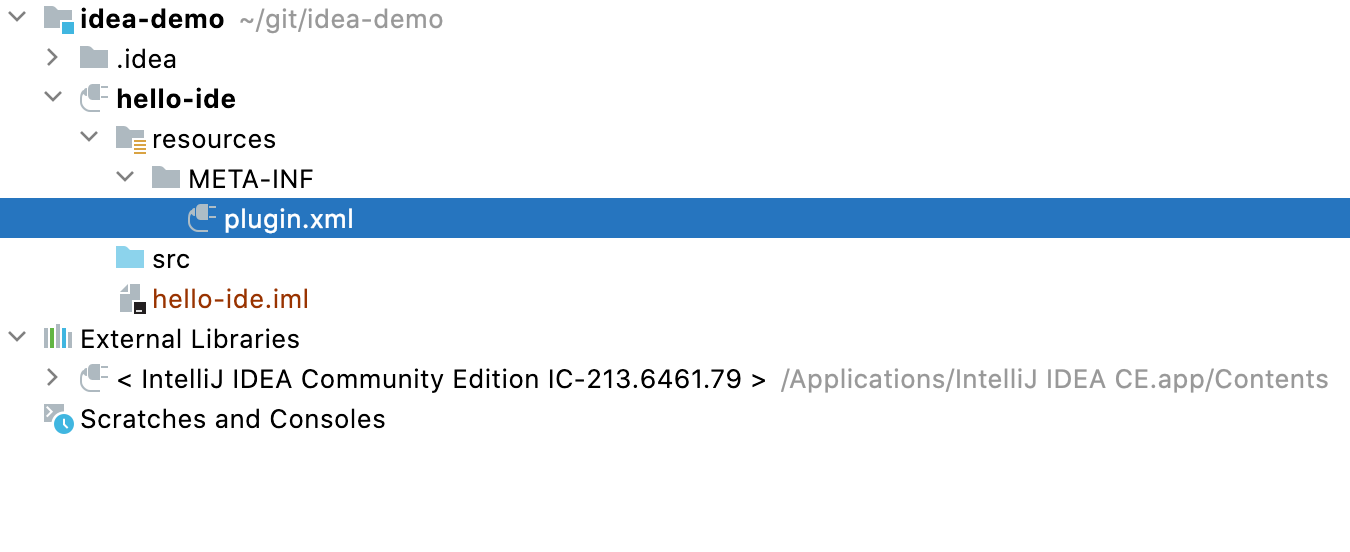 idea-demo ~/git/idea-demo
.idea
hello-ide
resources
META-INF
plugin.xml
src
hello-ide.iml
External Libraries
< IntelliJ IDEA Community Edition IC-213.6461.79 > /Applications/IntelliJ IDEA CE.app/Contents
Scratches and Consoles